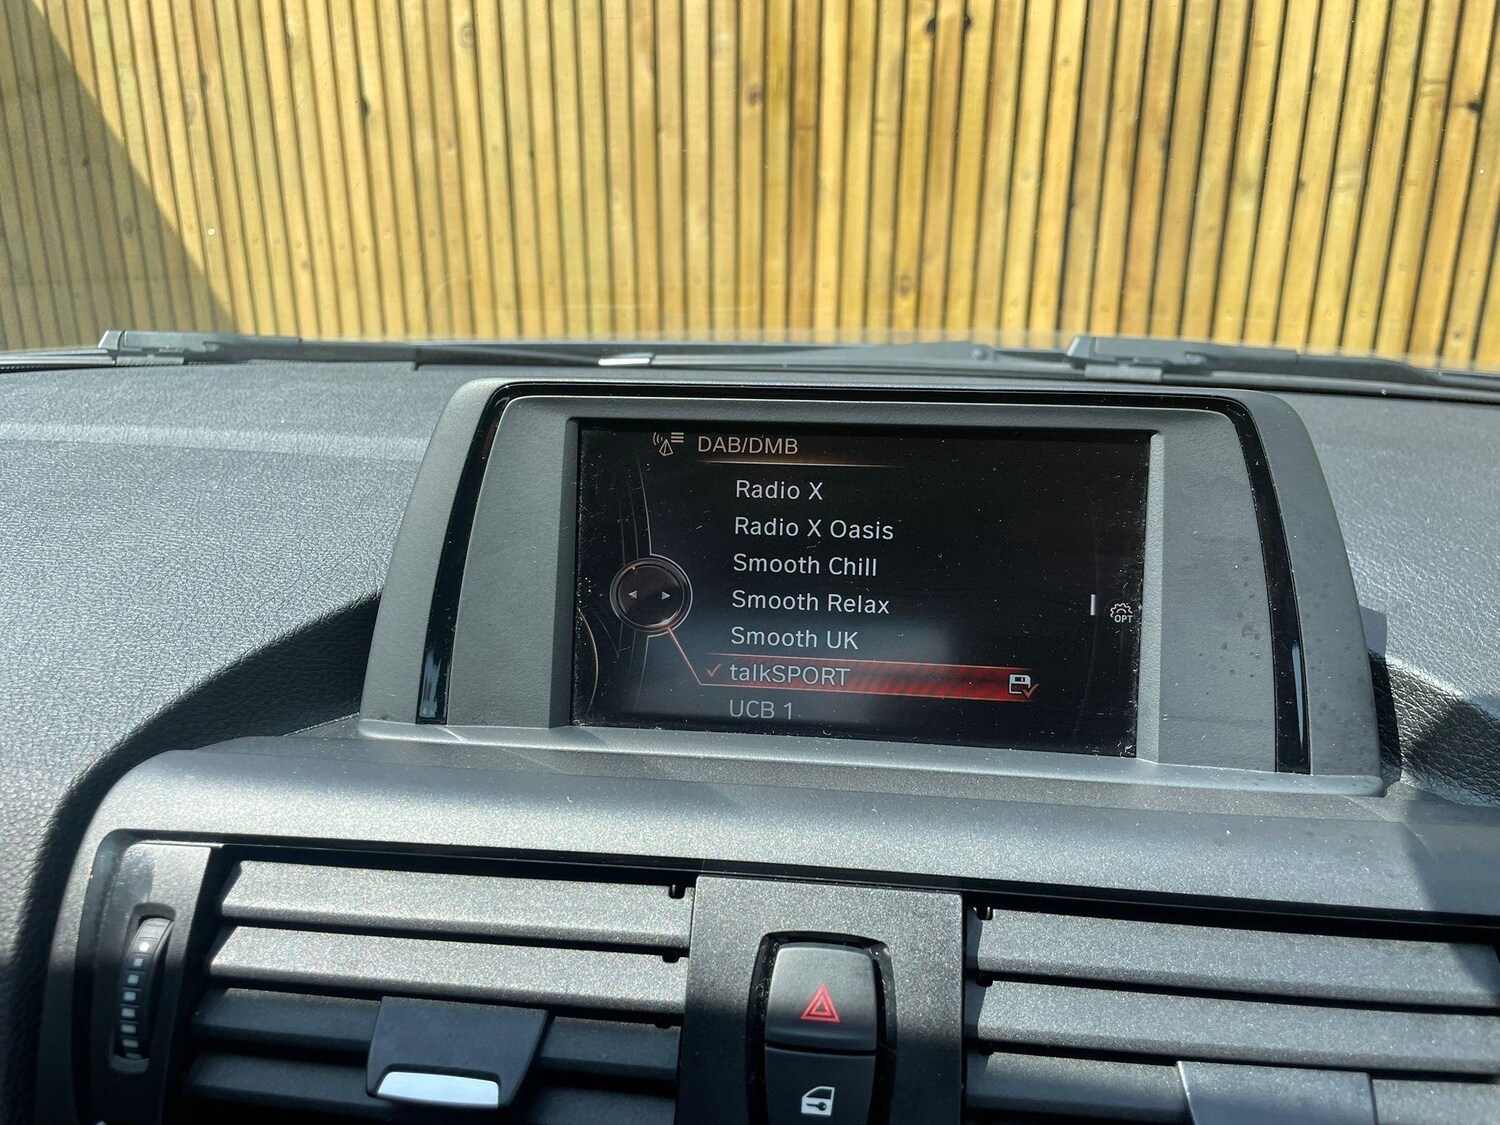 DAB/DMB
Radio X
Radio X Oasis
Smooth Chill
Smooth Relax
Smooth UK
talkSPORT
UCB 1
OPT